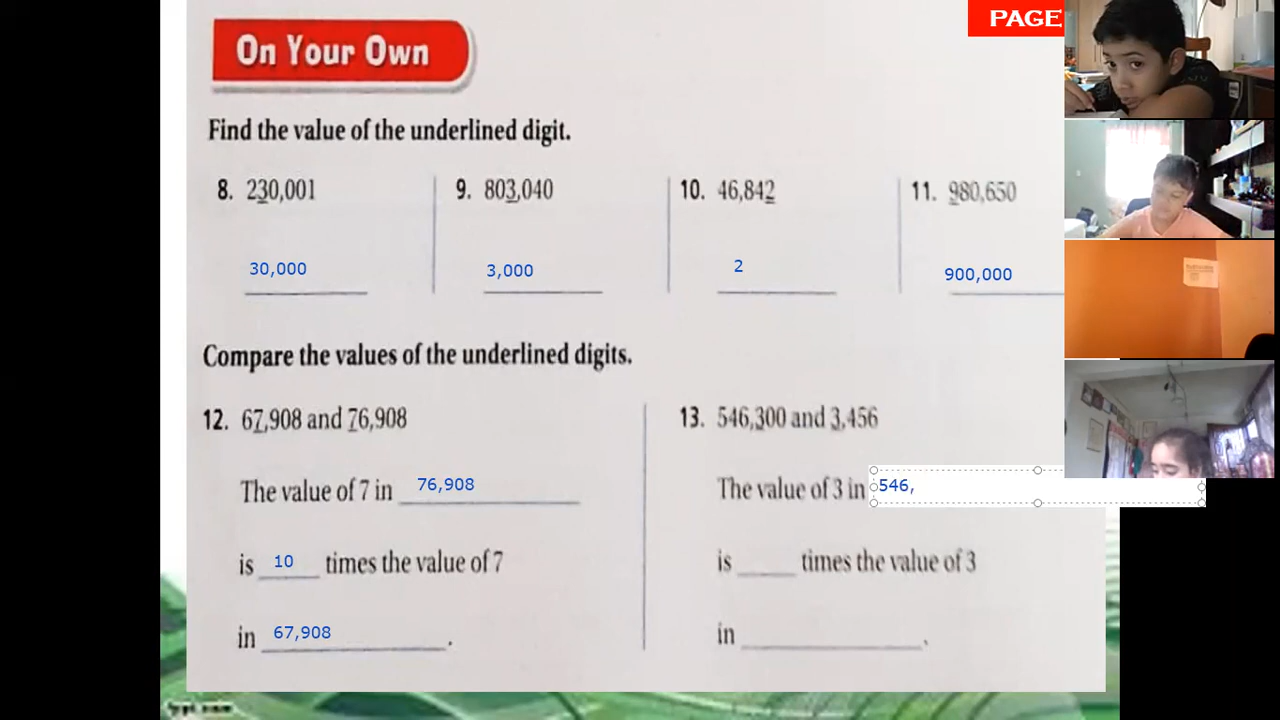 PAGE
On Your Own
Find the value of the underlined digit.
8. 230,001
9. 803,040
10. 46,842
11. 980,650
30,000
3,000
2
900,000
Compare the values of the underlined digits.
12. 67,908 and 76,908
The value of 7 in 76,908
is 10 times the value of 7
in 67,908.
13. 546,300 and 3,456
The value of 3 in 546,
is ____ times the value of 3
in ____.